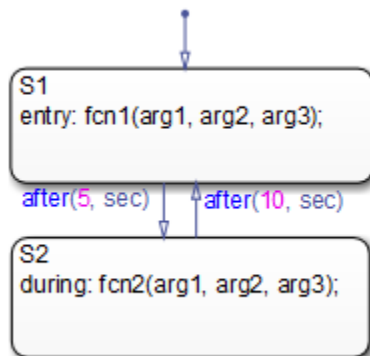 S1
entry: fcn1(arg1, arg2, arg3);
after(5, sec)
after(10, sec)
S2
during: fcn2(arg1, arg2, arg3);